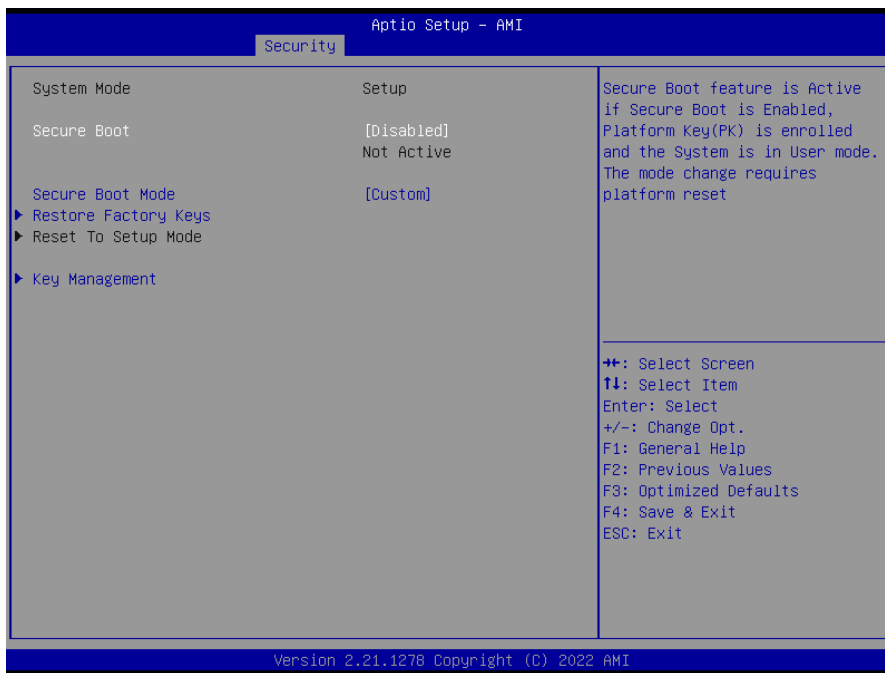 Aptio Setup – AMI
Security
System Mode Setup
Secure Boot [Disabled]
Not Active
Secure Boot Mode [Custom]
Restore Factory Keys
Reset To Setup Mode
Key Management
Secure Boot feature is Active
if Secure Boot is Enabled,
Platform Key(PK) is enrolled
and the System is in User mode.
The mode change requires
platform reset
→←: Select Screen
↑↓: Select Item
Enter: Select
+/-: Change Opt.
F1: General Help
F2: Previous Values
F3: Optimized Defaults
F4: Save & Exit
ESC: Exit
Version 2.21.1278 Copyright (C) 2022 AMI